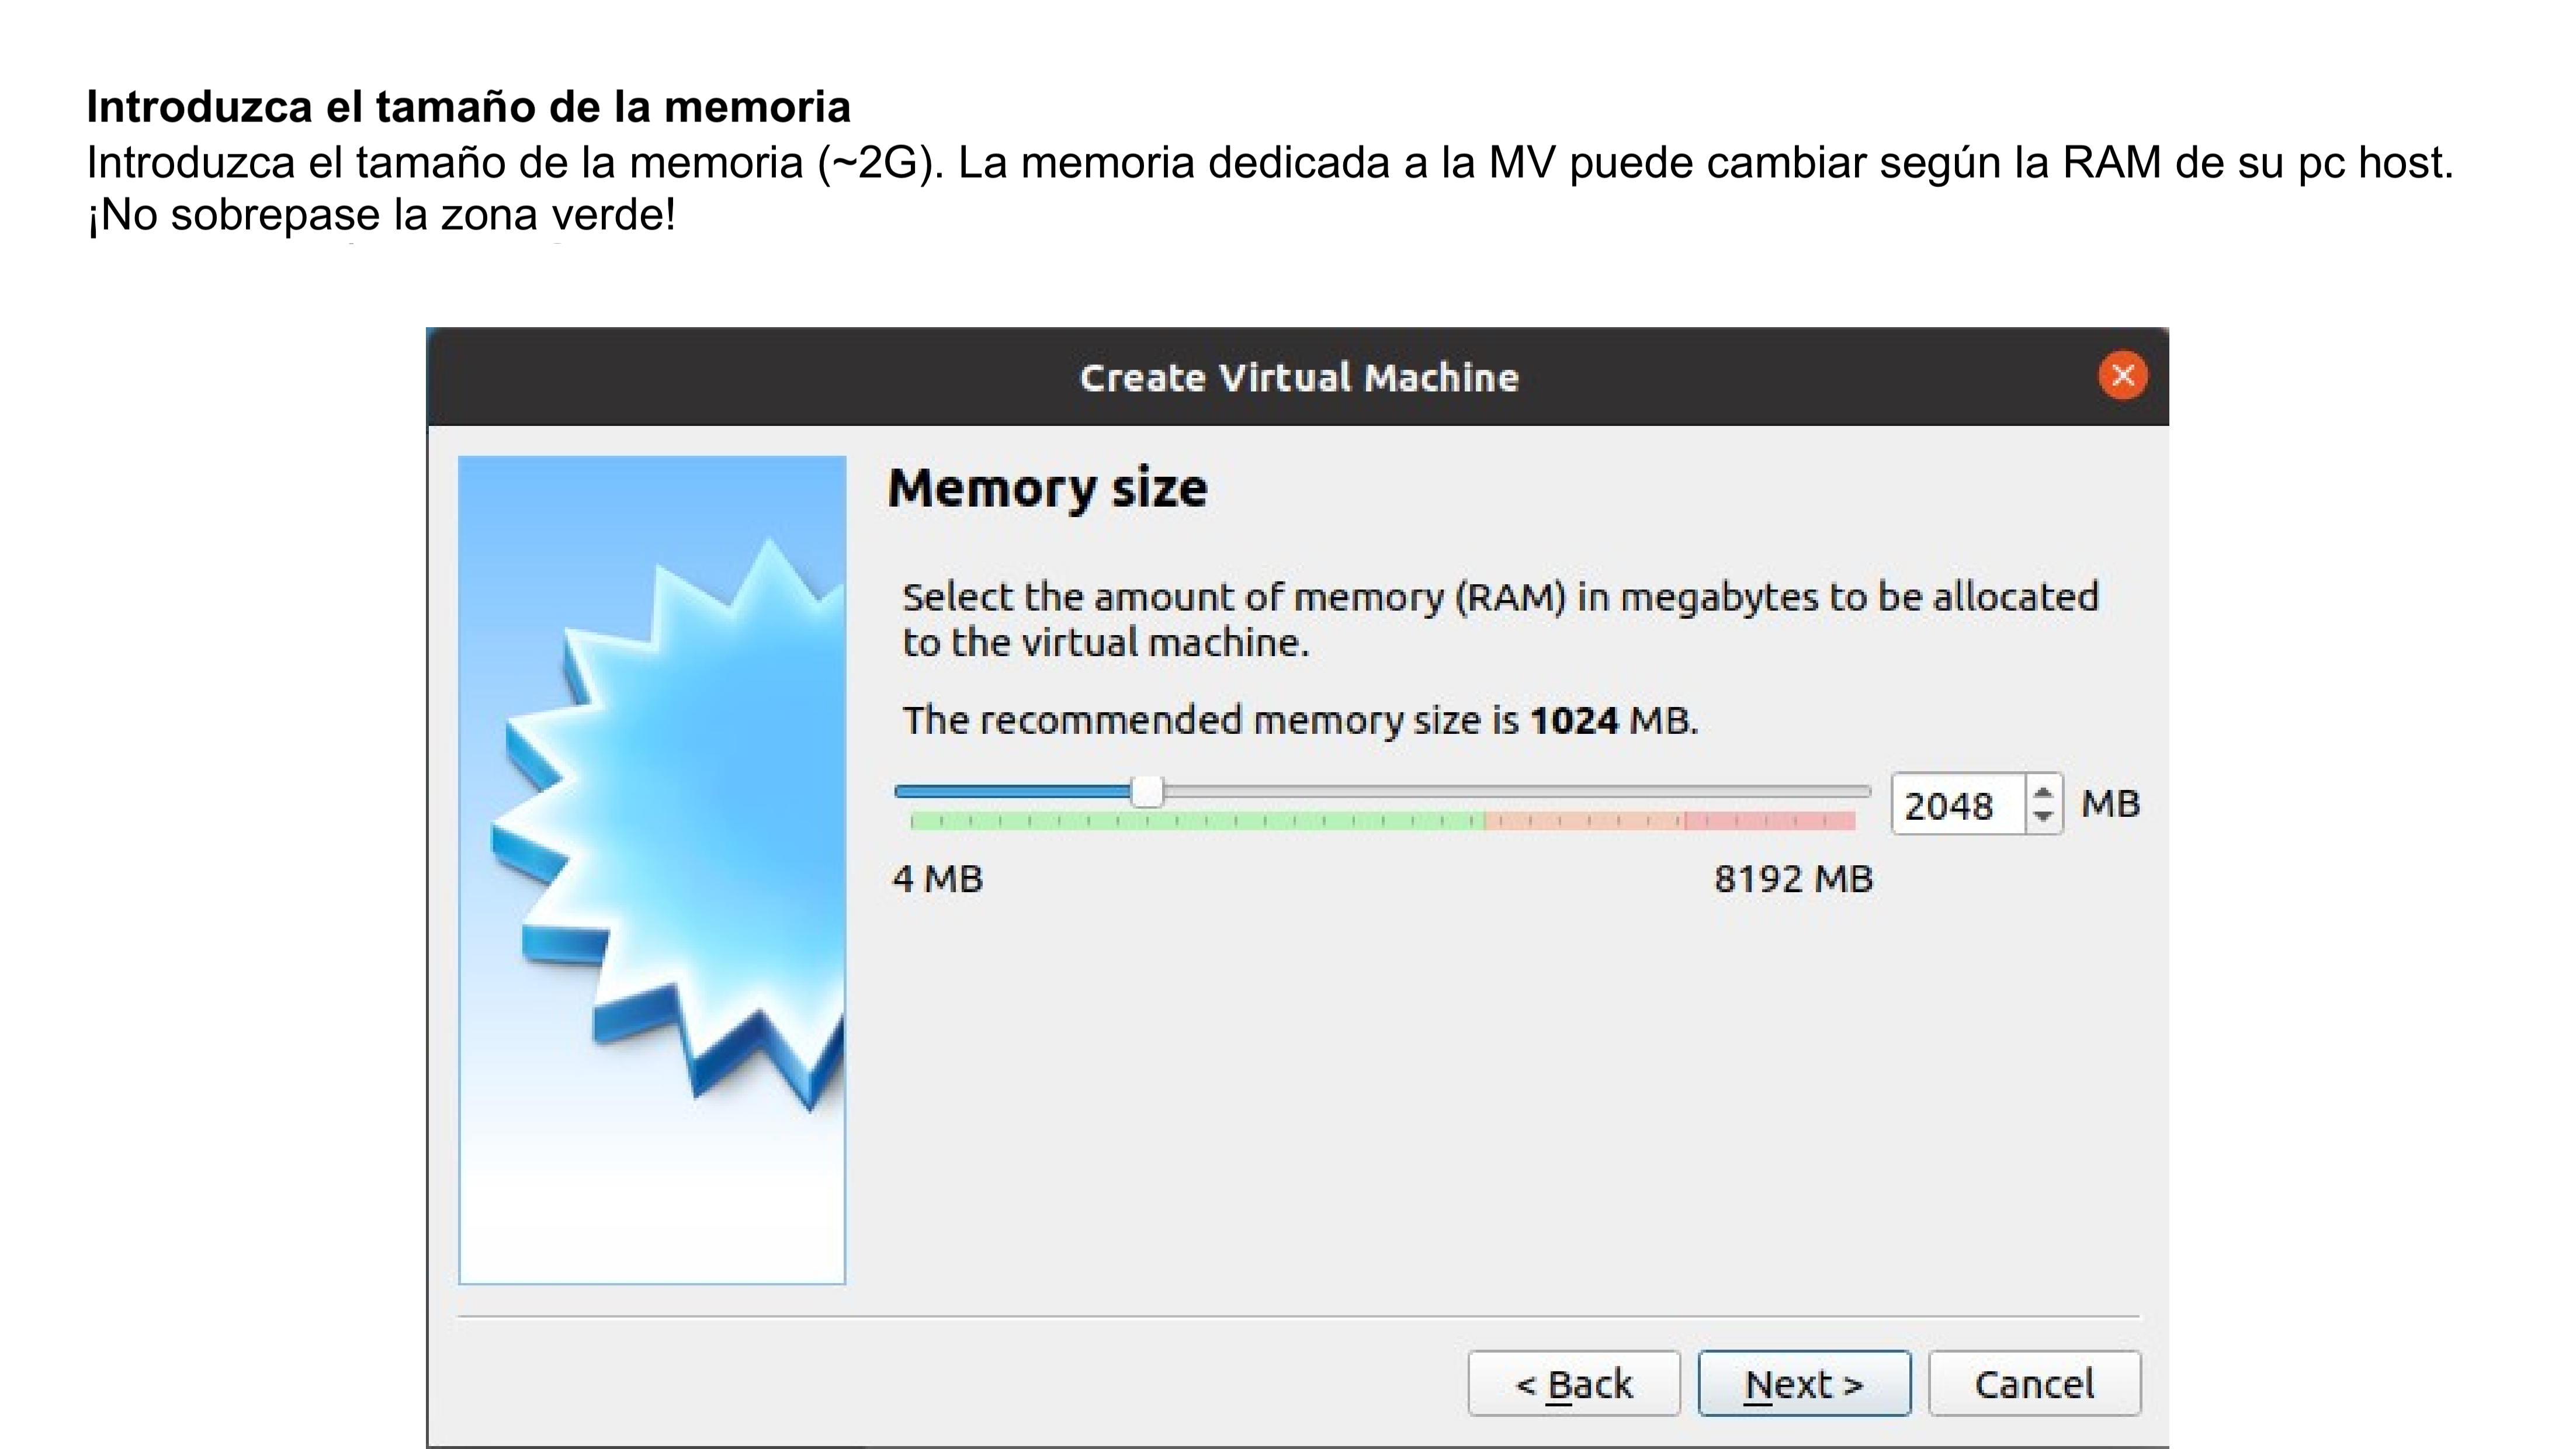 Introduzca el tamaño de la memoria
Introduzca el tamaño de la memoria (~2G). La memoria dedicada a la MV puede cambiar según la RAM de su pc host.
¡No sobrepase la zona verde!
Create Virtual Machine
Memory size
Select the amount of memory (RAM) in megabytes to be allocated
to the virtual machine.
The recommended memory size is 1024 MB.
2048 MB
4 MB 8192 MB
< Back Next > Cancel